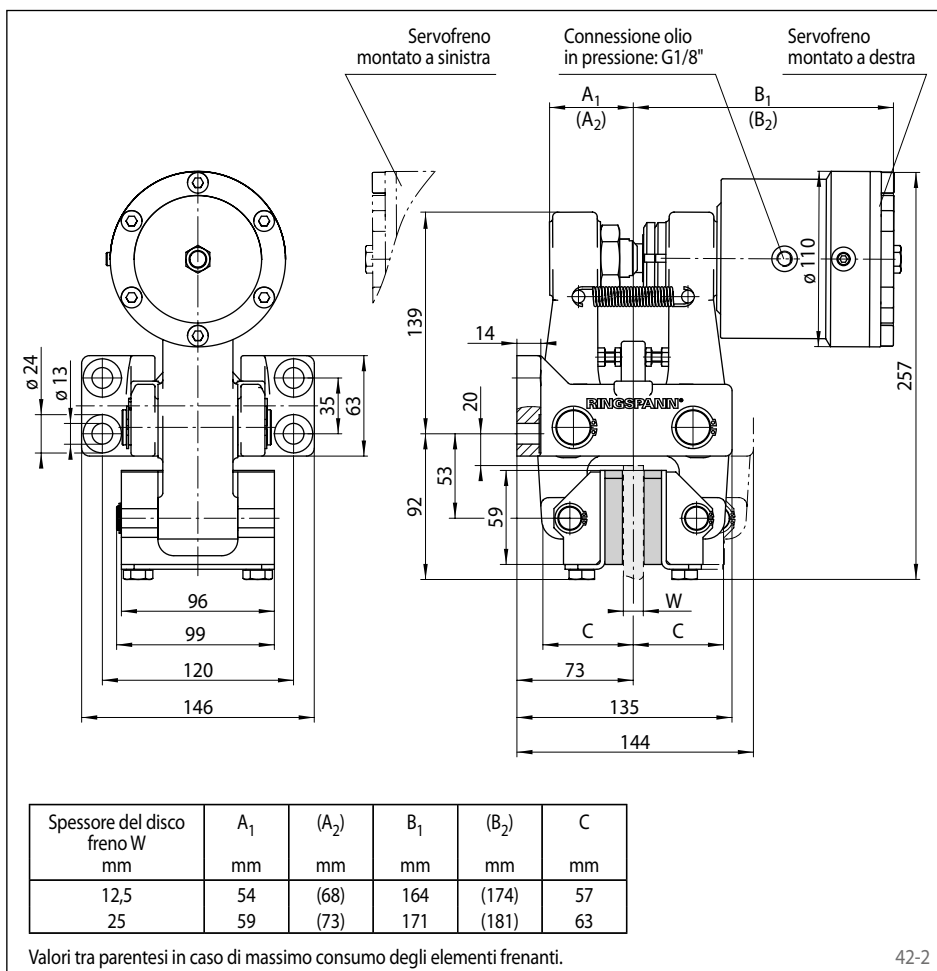 Servofreno
montato a sinistra
Connessione olio
in pressione: G1/8"
Servofreno
montato a destra
A1
(A2)
B1
(B2)
139
14
ø 110
257
ø 24
ø 13
35
63
20
RINGSPANN®
53
92
59
96
99
120
146
W
C
C
73
135
144
Spessore del disco
freno W
mm
A1
mm
(A2)
mm
B1
mm
(B2)
mm
C
mm
12,5 54 (68) 164 (174) 57
25 59 (73) 171 (181) 63
Valori tra parentesi in caso di massimo consumo degli elementi frenanti.
42-2